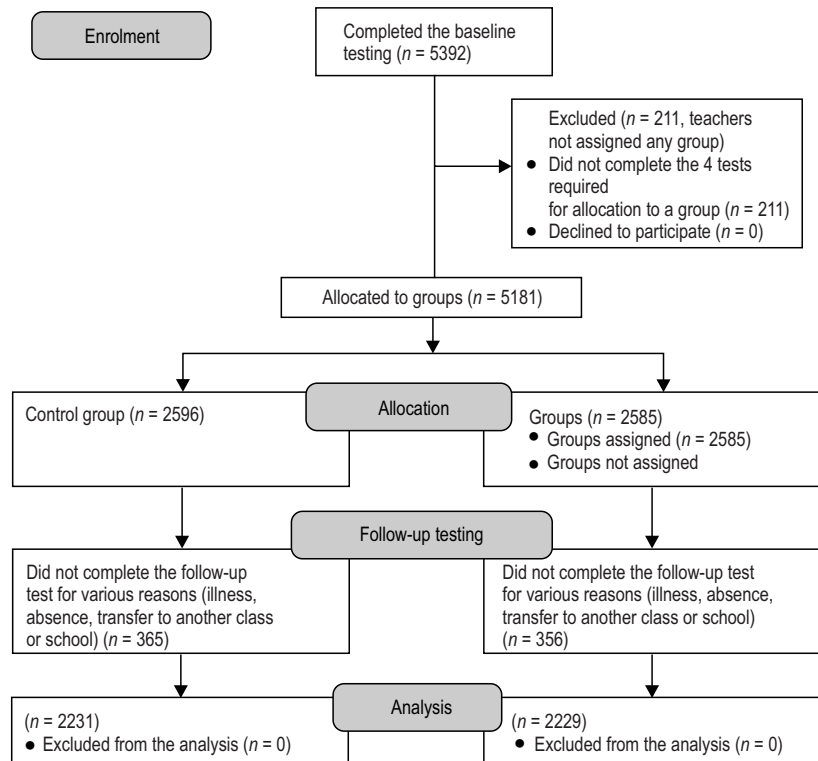 Enrolment
Completed the baseline
testing (n = 5392)
Excluded (n = 211, teachers
not assigned any group)
● Did not complete the 4 tests
required
for allocation to a group (n = 211)
● Declined to participate (n = 0)
Allocated to groups (n = 5181)
Control group (n = 2596)
Allocation
Groups (n = 2585)
● Groups assigned (n = 2585)
● Groups not assigned
Follow-up testing
Did not complete the follow-up
test for various reasons (illness,
absence, transfer to another class
or school) (n = 365)
Did not complete the follow-up test
for various reasons (illness, absence,
transfer to another class or school)
(n = 356)
Analysis
(n = 2231)
● Excluded from the analysis (n = 0)
(n = 2229)
● Excluded from the analysis (n = 0)